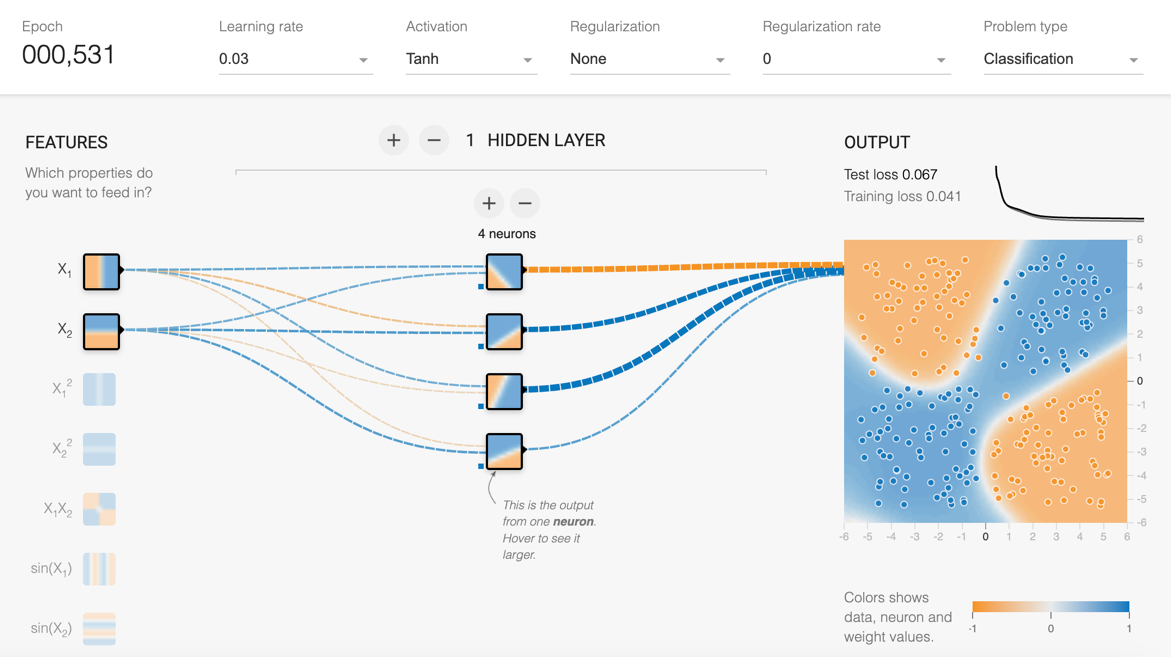 Epoch
000,531
Learning rate
0.03
Activation
Tanh
Regularization
None
Regularization rate
0
Problem type
Classification
FEATURES
Which properties do
you want to feed in?
X1
X2
X1²
X2²
X1X2
sin(X1)
sin(X2)
+ − 1 HIDDEN LAYER
+ −
4 neurons
This is the output
from one neuron.
Hover to see it
larger.
OUTPUT
Test loss 0.067
Training loss 0.041
6
5
4
3
2
1
0
-1
-2
-3
-4
-5
-6
-6 -5 -4 -3 -2 -1 0 1 2 3 4 5 6
Colors shows
data, neuron and
weight values.
-1 0 1